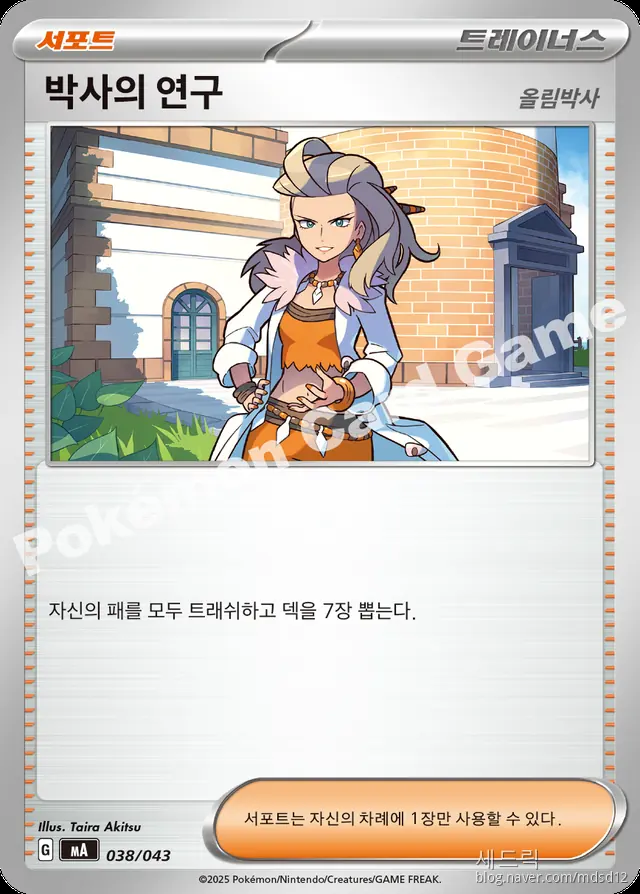 서포트
트레이너스
박사의 연구
올림박사
Pokémon Card Game
자신의 패를 모두 트래쉬하고 덱을 7장 뽑는다.
Illus. Taira Akitsu
서포트는 자신의 차례에 1장만 사용할 수 있다.
G mA 038/043
©2025 Pokémon/Nintendo/Creatures/GAME FREAK.
세드릭
blog.naver.com/mdsd12